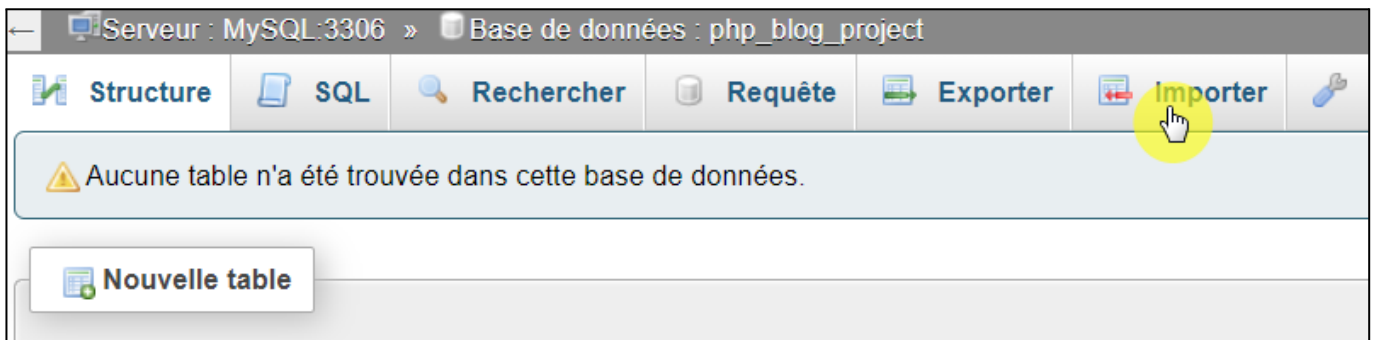 ← Serveur : MySQL:3306 » Base de données : php_blog_project
Structure SQL Rechercher Requête Exporter Importer
Aucune table n'a été trouvée dans cette base de données.
Nouvelle table